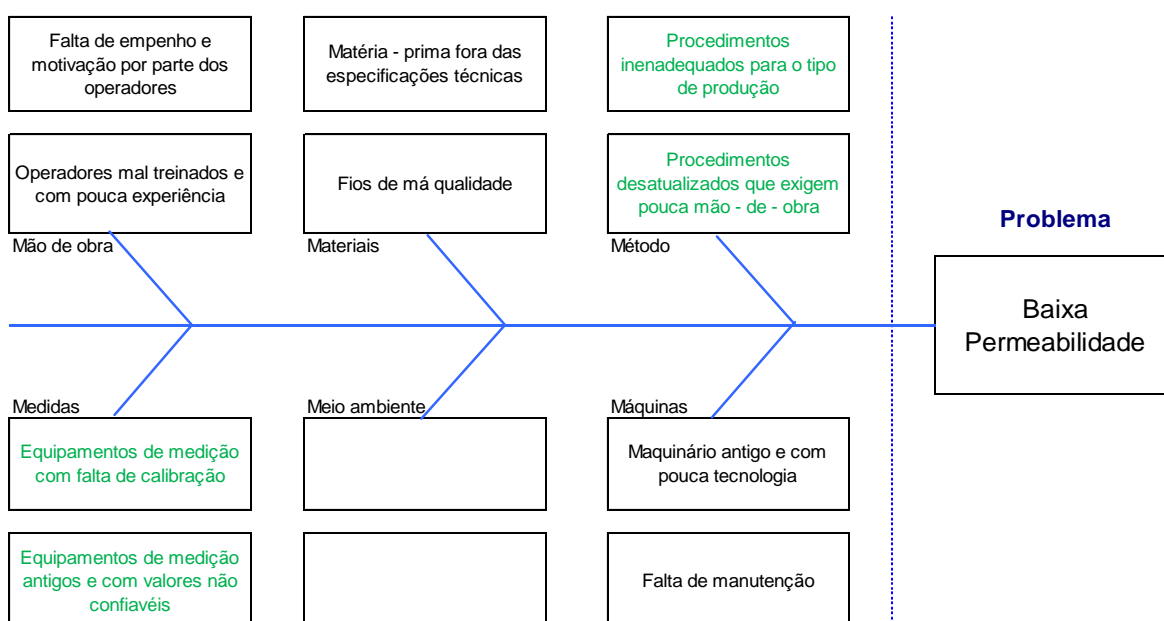 Falta de empenho e
motivação por parte dos
operadores
Matéria - prima fora das
especificações técnicas
Procedimentos
inenadequados para o tipo
de produção
Operadores mal treinados e
com pouca experiência
Fios de má qualidade
Procedimentos
desatualizados que exigem
pouca mão - de - obra
Mão de obra
Materiais
Método
Problema
Baixa
Permeabilidade
Medidas
Meio ambiente
Máquinas
Equipamentos de medição
com falta de calibração
Maquinário antigo e com
pouca tecnologia
Equipamentos de medição
antigos e com valores não
confiavéis
Falta de manutenção